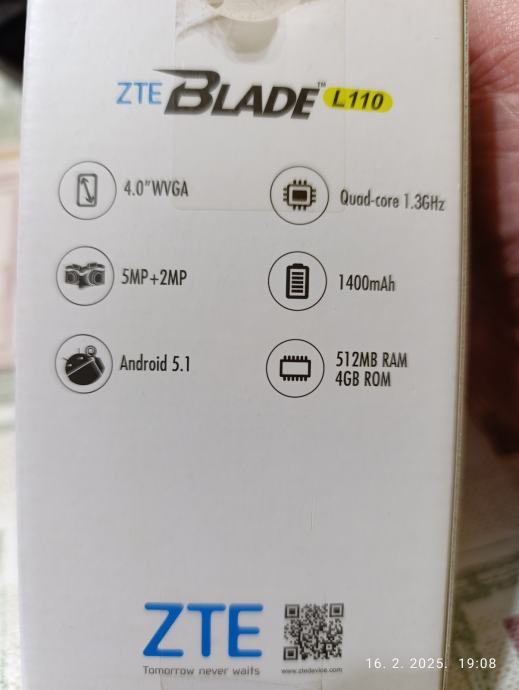 ZTE BLADE™ L110
4.0"WVGA
Quad-core 1.3GHz
5MP+2MP
1400mAh
Android 5.1
512MB RAM
4GB ROM
ZTE
Tomorrow never waits
www.ztedevice.com
16. 2. 2025. 19:08